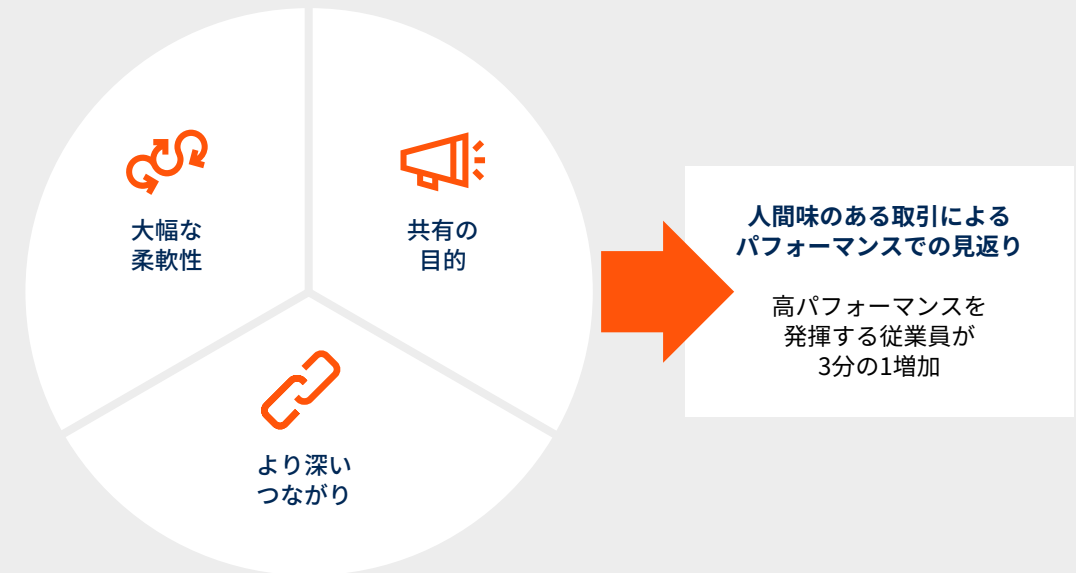 大幅な
柔軟性
共有の
目的
より深い
つながり
人間味のある取引による
パフォーマンスでの見返り
高パフォーマンスを
発揮する従業員が
3分の1増加